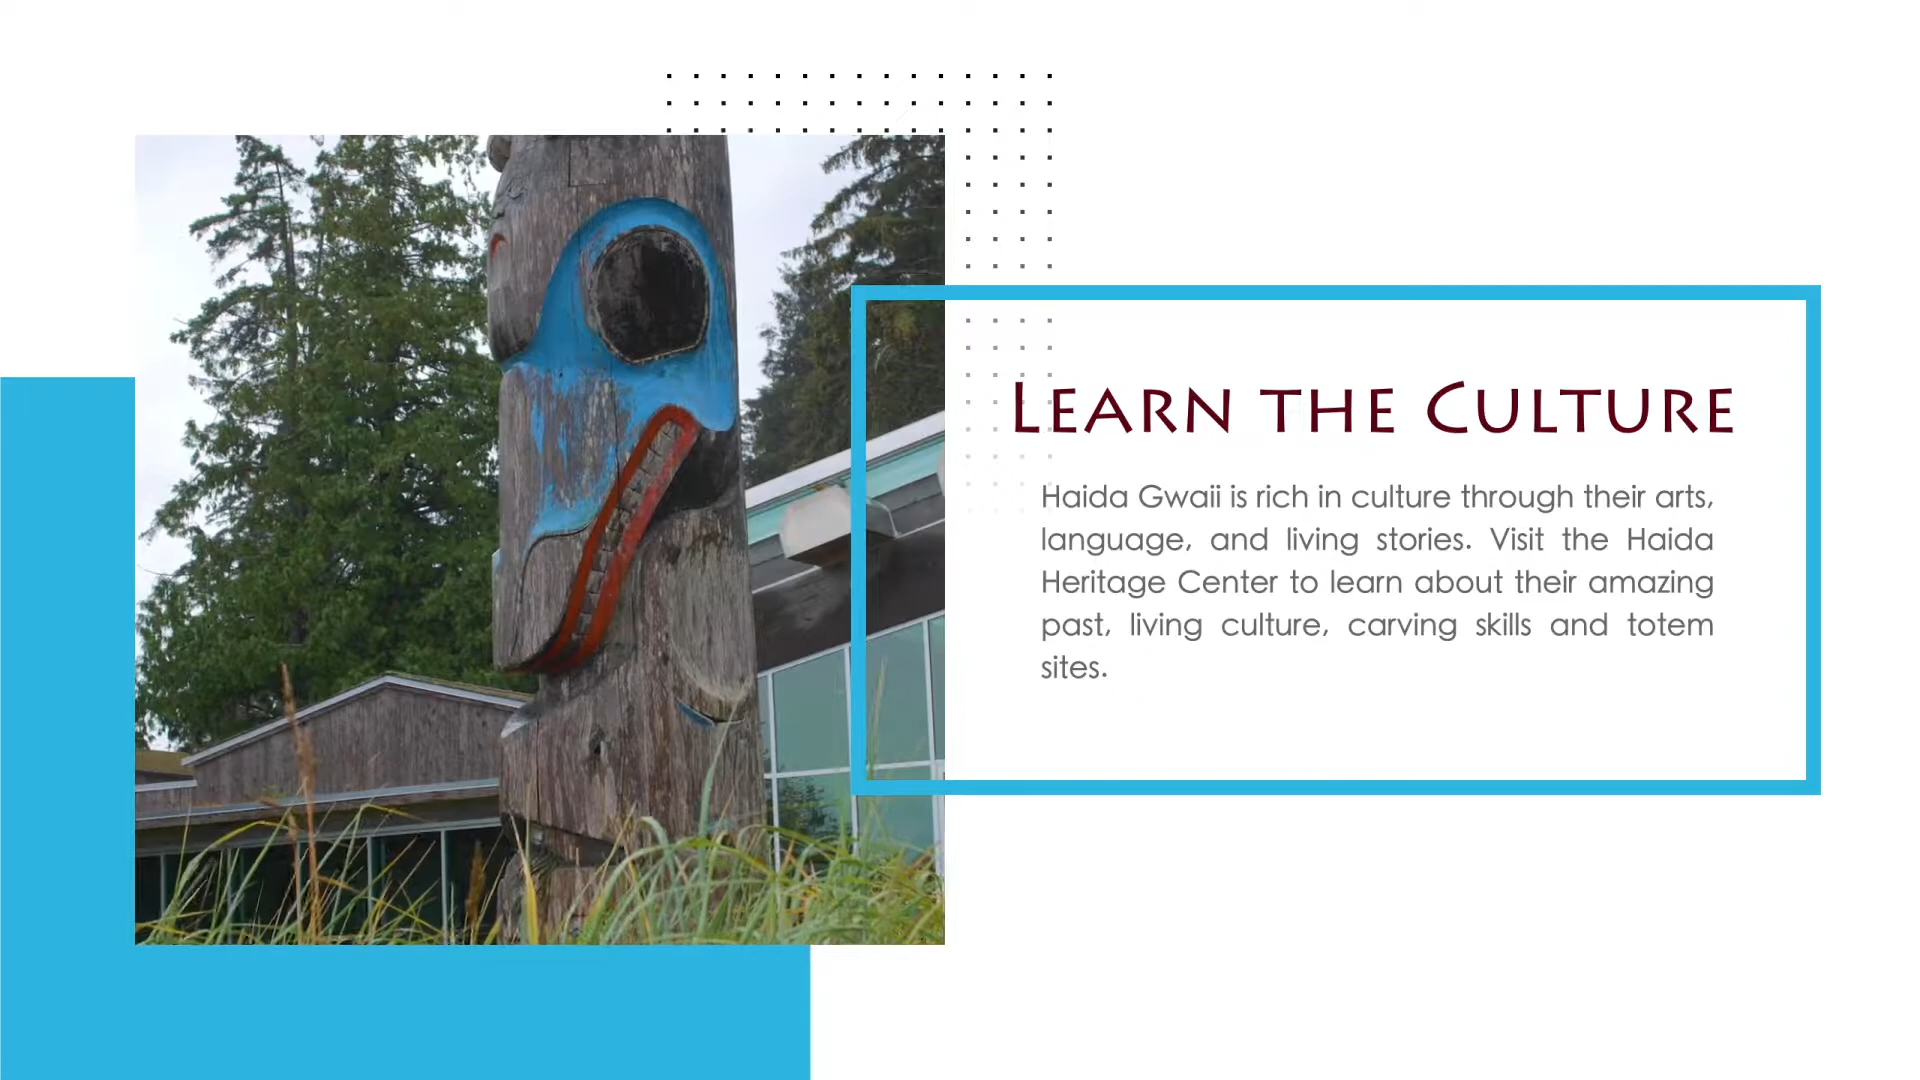 Learn the Culture
Haida Gwaii is rich in culture through their arts,
language, and living stories. Visit the Haida
Heritage Center to learn about their amazing
past, living culture, carving skills and totem
sites.